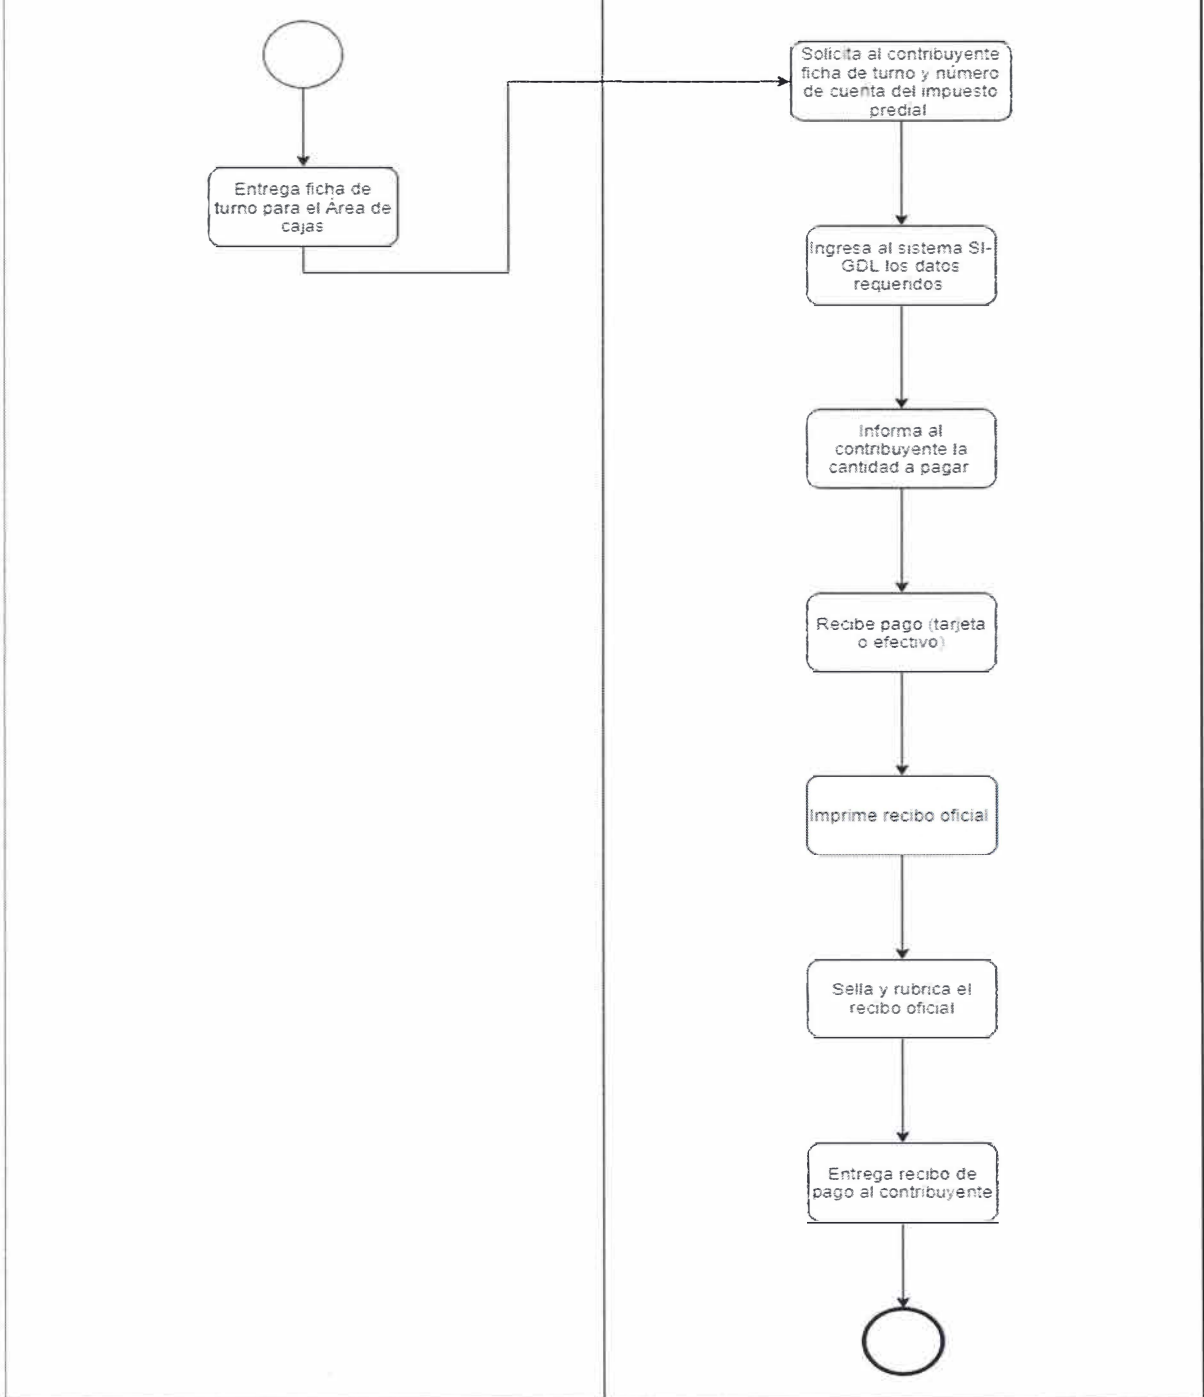 Entrega ficha de
turno para el Área de
cajas
Solicita al contribuyente
ficha de turno y número
de cuenta del impuesto
predial
Ingresa al sistema SI-
GDL los datos
requeridos
Informa al
contribuyente la
cantidad a pagar
Recibe pago (tarjeta
o efectivo)
Imprime recibo oficial
Sella y rubrica el
recibo oficial
Entrega recibo de
pago al contribuyente